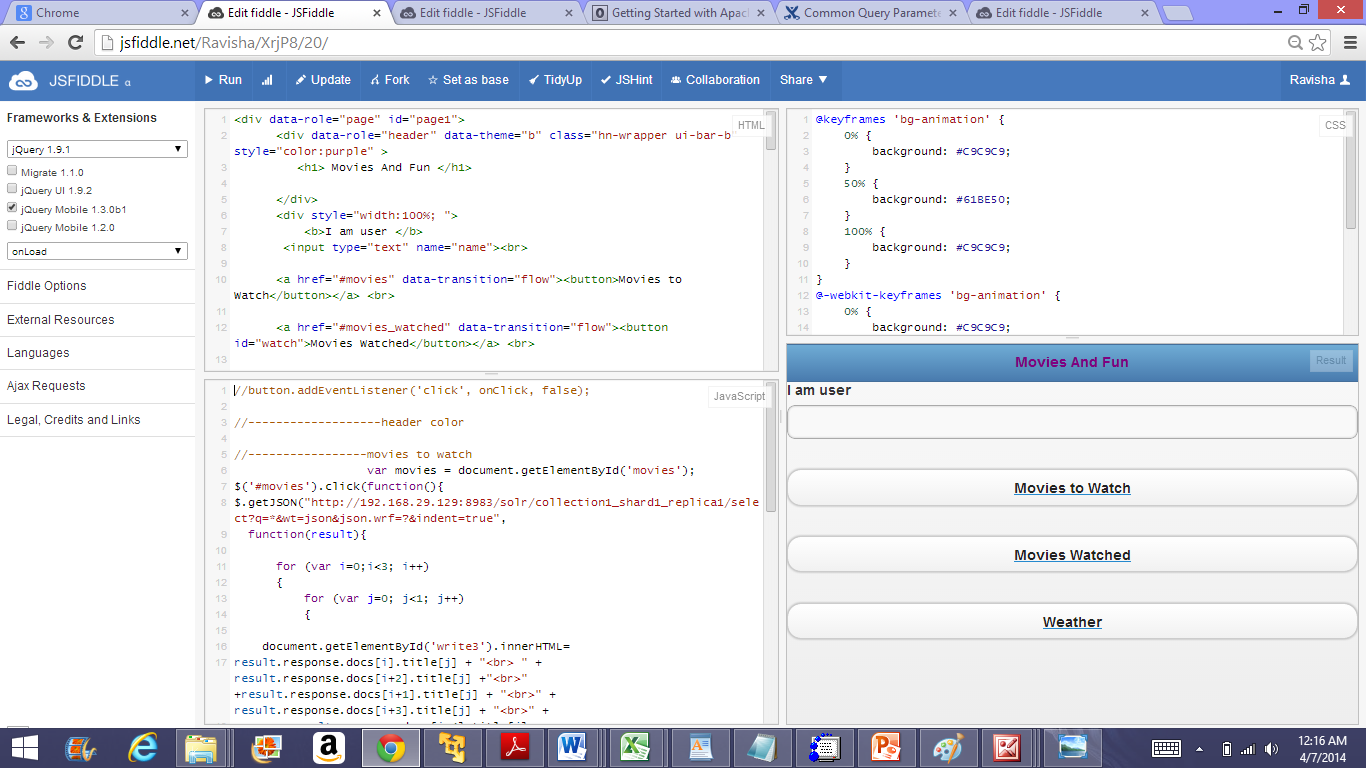 Chrome
Edit fiddle - JSFiddle
Edit fiddle - JSFiddle
Getting Started with Apac
Common Query Paramete
Edit fiddle - JSFiddle
jsfiddle.net/Ravisha/XrjP8/20/
JSFIDDLE α
Run
Update
Fork
Set as base
TidyUp
JSHint
Collaboration
Share
Ravisha
Frameworks & Extensions
jQuery 1.9.1
Migrate 1.1.0
jQuery UI 1.9.2
jQuery Mobile 1.3.0b1
jQuery Mobile 1.2.0
onLoad
Fiddle Options
External Resources
Languages
Ajax Requests
Legal, Credits and Links
HTML
1 <div data-role="page" id="page1">
2 <div data-role="header" data-theme="b" class="hn-wrapper ui-bar-b
style="color:purple" >
3 <h1> Movies And Fun </h1>
4
5 </div>
6 <div style="width:100%; ">
7 <b>I am user </b>
8 <input type="text" name="name"><br>
9
10 <a href="#movies" data-transition="flow"><button>Movies to
Watch</button></a> <br>
11
12 <a href="#movies_watched" data-transition="flow"><button
id="watch">Movies Watched</button></a> <br>
13
JavaScript
1 //button.addEventListener('click', onClick, false);
2
3 //-------------------header color
4
5 //-----------------movies to watch
6 var movies = document.getElementById('movies');
7 $('#movies').click(function(){
8 $.getJSON("http://192.168.29.129:8983/solr/collection1_shard1_replica1/sele
ct?q=*&wt=json&json.wrf=?&indent=true",
9 function(result){
10
11 for (var i=0;i<3; i++)
12 {
13 for (var j=0; j<1; j++)
14 {
15
16 document.getElementById('write3').innerHTML=
17 result.response.docs[i].title[j] + "<br> " +
result.response.docs[i+2].title[j] +"<br>"
+result.response.docs[i+1].title[j] + "<br>" +
result.response.docs[i+3].title[j] + "<br>" +
CSS
1 @keyframes 'bg-animation' {
2 0% {
3 background: #C9C9C9;
4 }
5 50% {
6 background: #61BE50;
7 }
8 100% {
9 background: #C9C9C9;
10 }
11 }
12 @-webkit-keyframes 'bg-animation' {
13 0% {
14 background: #C9C9C9;
Movies And Fun
Result
I am user
Movies to Watch
Movies Watched
Weather
12:16 AM
4/7/2014